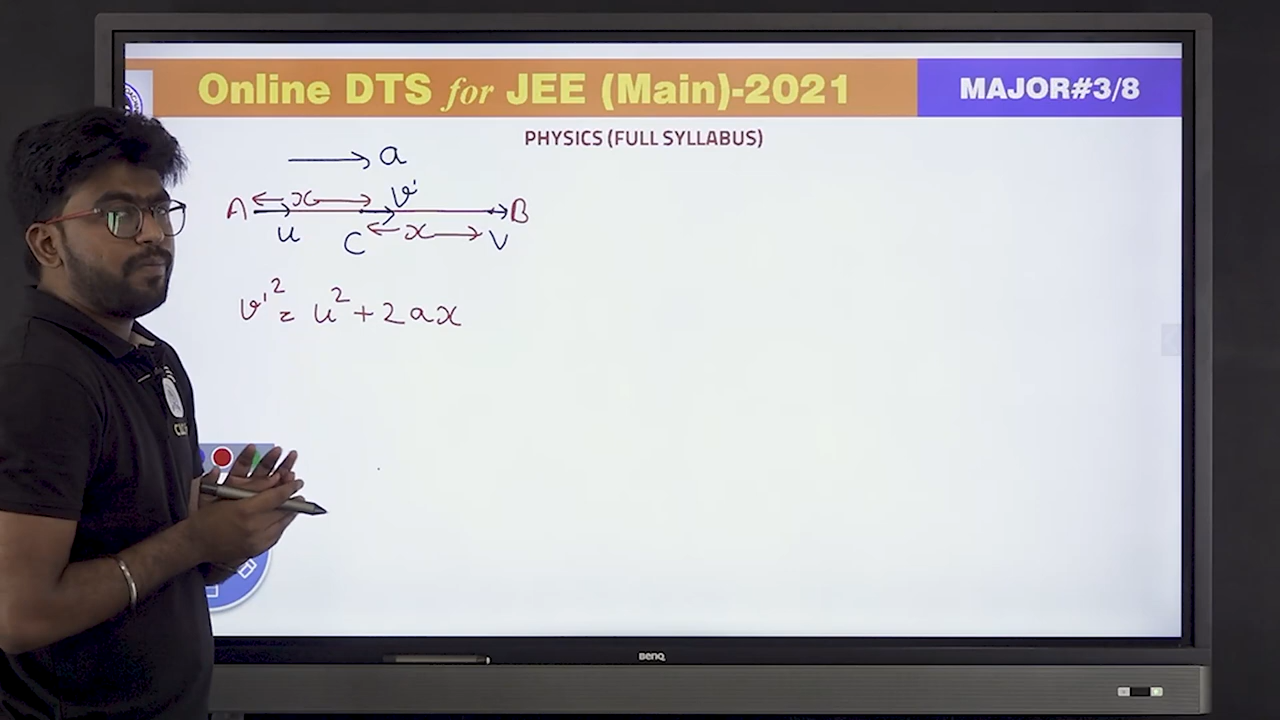 Online DTS for JEE (Main)-2021
MAJOR#3/8
PHYSICS (FULL SYLLABUS)
a
A x v' B
u C x V
v'² = u² + 2ax
BenQ